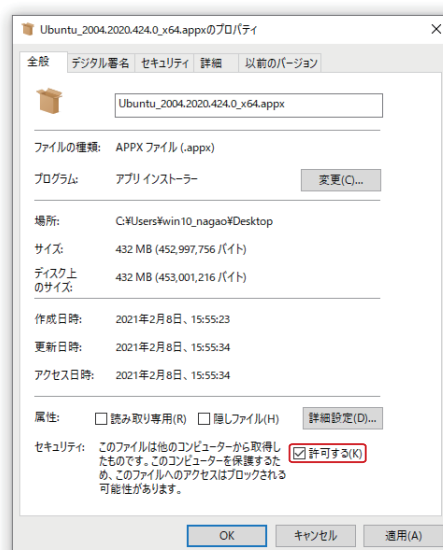 Ubuntu_2004.2020.424.0_x64.appxのプロパティ
全般 デジタル署名 セキュリティ 詳細 以前のバージョン
Ubuntu_2004.2020.424.0_x64.appx
ファイルの種類: APPX ファイル (.appx)
プログラム: アプリ インストーラー 変更(C)...
場所: C:¥Users¥win10_nagao¥Desktop
サイズ: 432 MB (452,997,756 バイト)
ディスク上
のサイズ: 432 MB (453,001,216 バイト)
作成日時: 2021年2月8日、15:55:23
更新日時: 2021年2月8日、15:55:34
アクセス日時: 2021年2月8日、15:55:34
属性: 読み取り専用(R) 隠しファイル(H) 詳細設定(D)...
セキュリティ: このファイルは他のコンピューターから取得し
たものです。このコンピューターを保護するた
め、このファイルへのアクセスはブロックされる
可能性があります。
許可する(K)
OK キャンセル 適用(A)